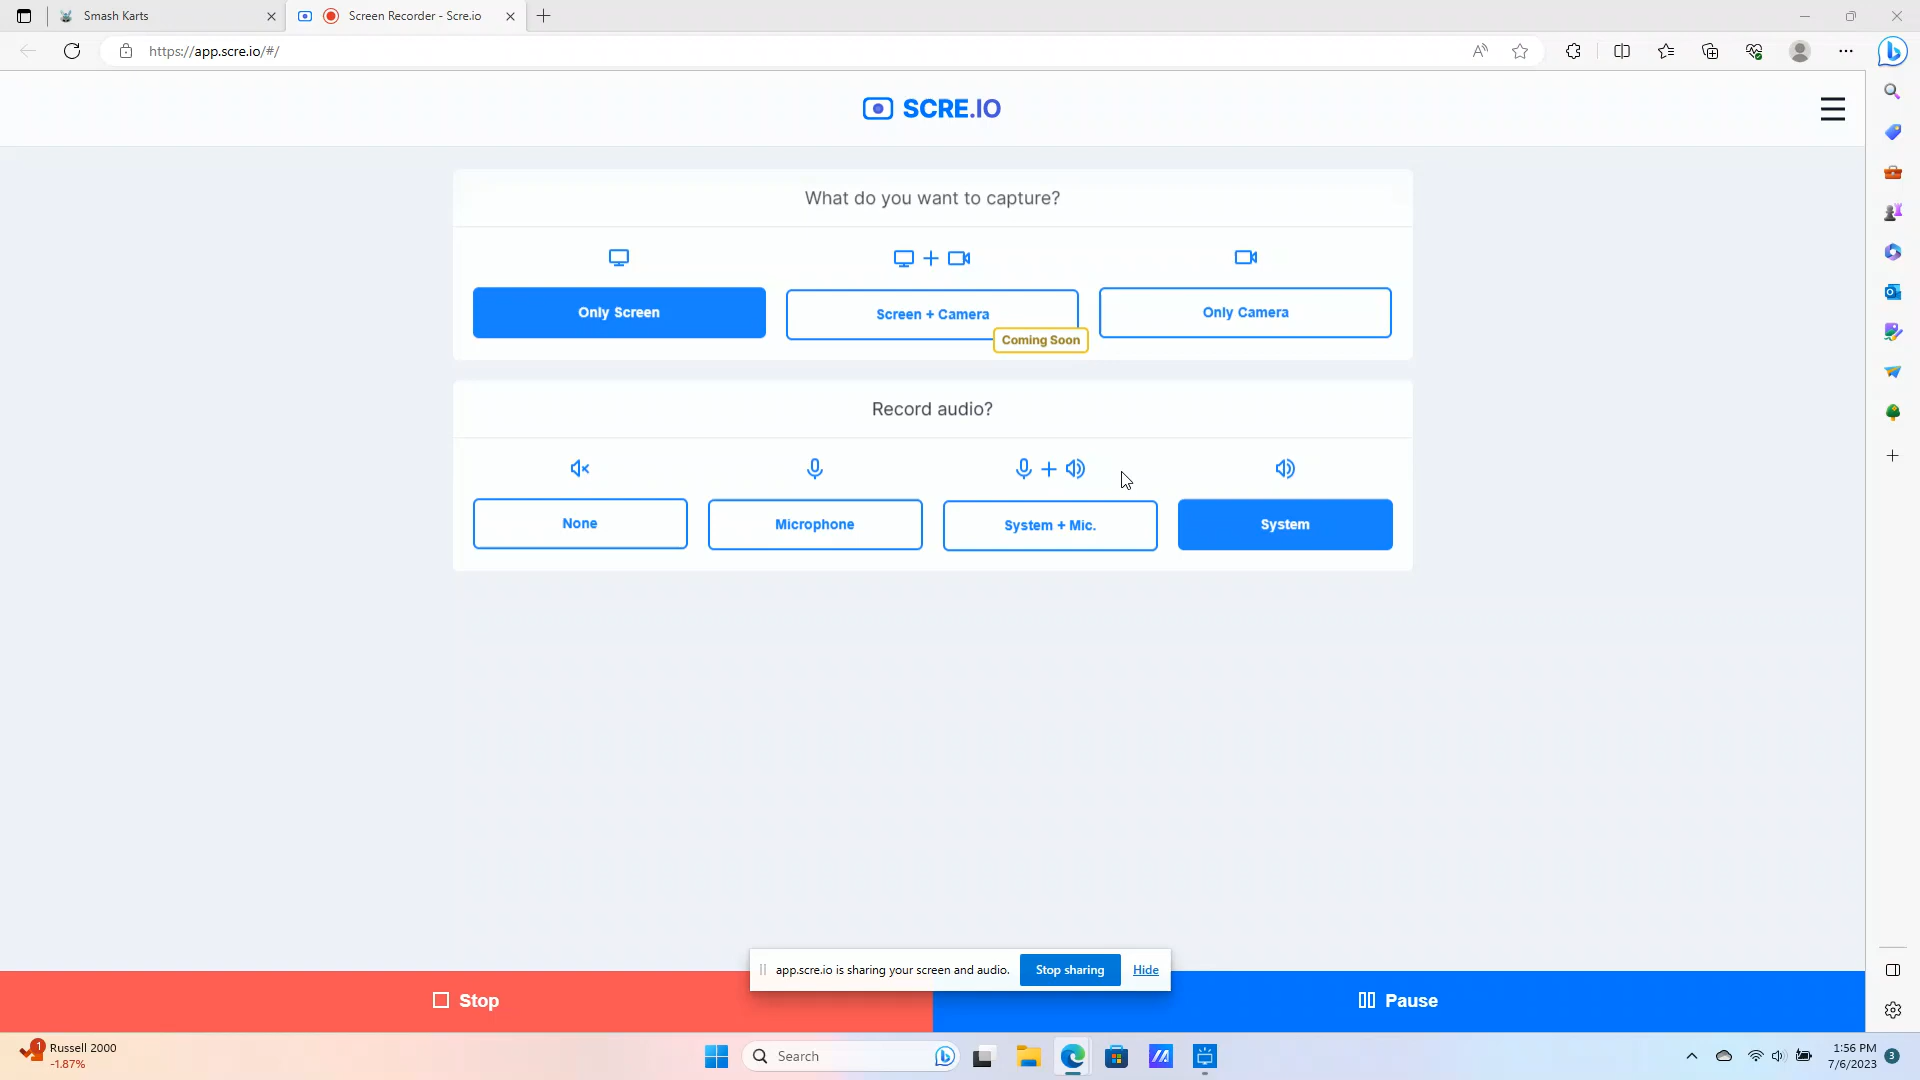 Smash Karts
Screen Recorder - Scre.io
https://app.scre.io/#/
SCRE.IO
What do you want to capture?
Only Screen
Screen + Camera
Only Camera
Coming Soon
Record audio?
None
Microphone
System + Mic.
System
app.scre.io is sharing your screen and audio.
Stop sharing
Hide
Stop
Pause
1
Russell 2000
-1.87%
Search
1:56 PM
7/6/2023
3